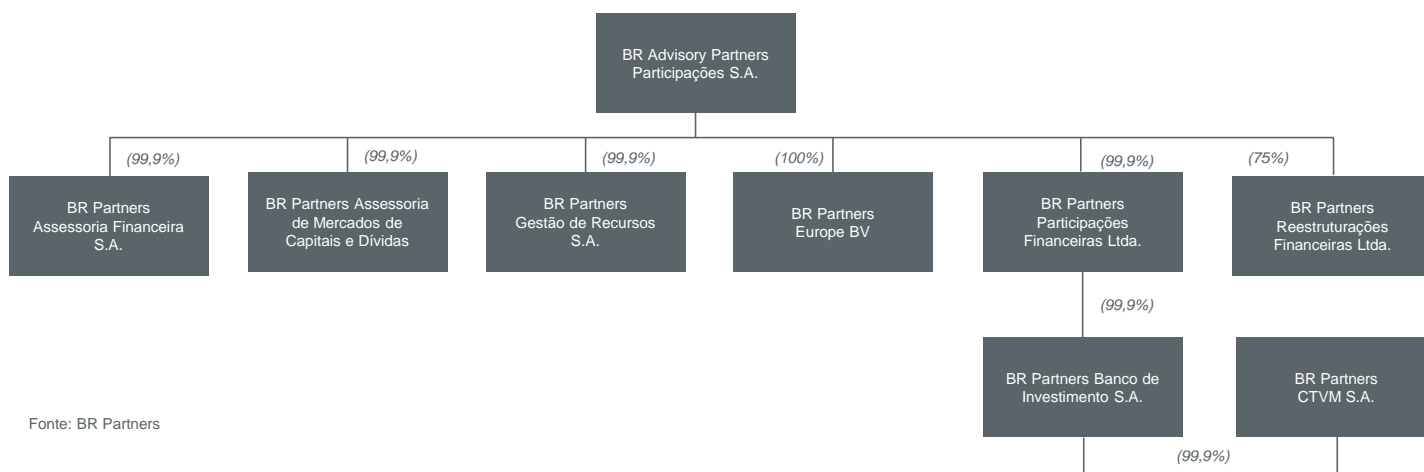 BR Advisory Partners
Participações S.A.
(99,9%)
(99,9%)
(99,9%)
(100%)
(99,9%)
(75%)
BR Partners
Assessoria Financeira
S.A.
BR Partners Assessoria
de Mercados de
Capitais e Dívidas
BR Partners
Gestão de Recursos
S.A.
BR Partners
Europe BV
BR Partners
Participações
Financeiras Ltda.
BR Partners
Reestruturações
Financeiras Ltda.
(99,9%)
BR Partners Banco de
Investimento S.A.
BR Partners
CTVM S.A.
Fonte: BR Partners
(99,9%)